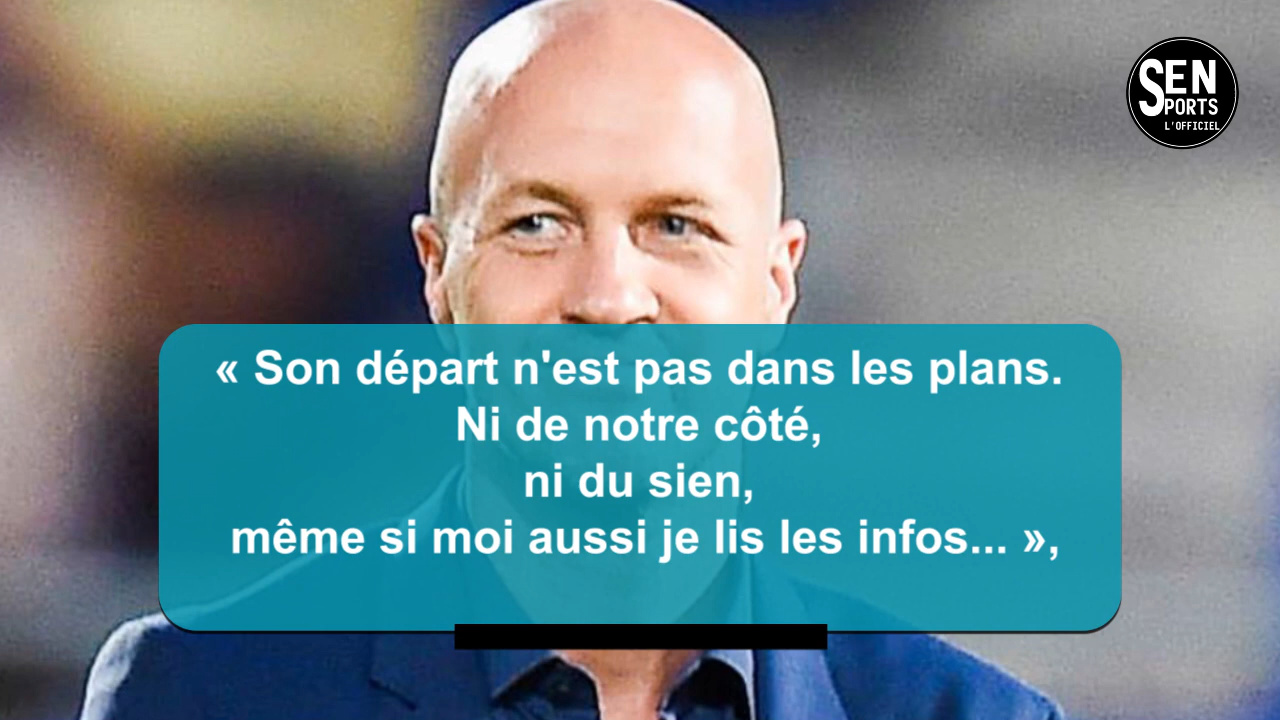 SEN
SPORTS
L'OFFICIEL
« Son départ n'est pas dans les plans.
Ni de notre côté,
ni du sien,
même si moi aussi je lis les infos... »,